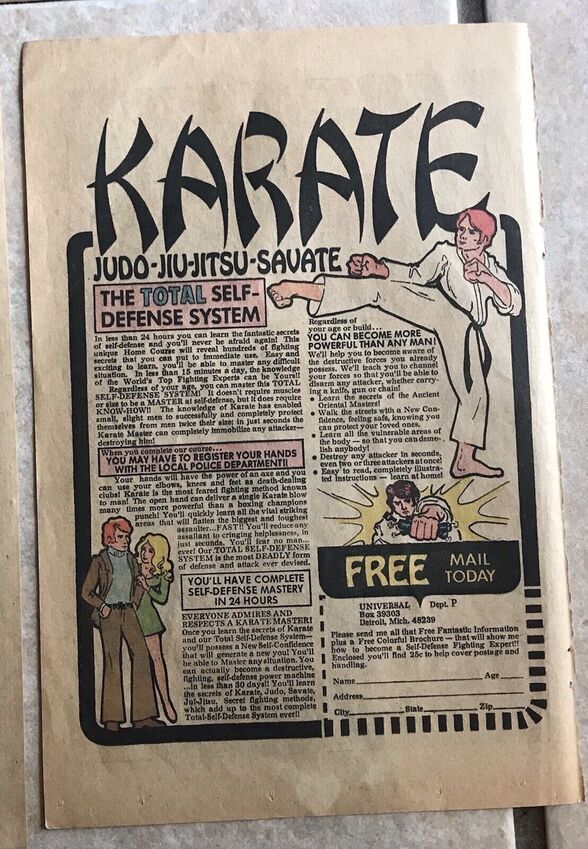 KARATE
JUDO-JIU-JITSU-SAVATE
THE TOTAL SELF-
DEFENSE SYSTEM
In less than 24 hours you can learn the fantastic secrets
of self-defense and you'll never be afraid again! This
unique Home Course will reveal hundreds of fighting
secrets that you can put to immediate use. Easy and
exciting to learn, you'll be able to master any difficult
situation. In less than 15 minutes a day, the knowledge
of the World's Top Fighting Experts can be Yours!!
Regardless of your age, you can master this TOTAL
SELF-DEFENSE SYSTEM! It doesn't require muscles
or size to be a MASTER at self-defense, but it does require
KNOW-HOW!! The knowledge of Karate has enabled
small, slight men to successfully and completely protect
themselves from men twice their size; in just seconds the
Karate Master can completely immobilize any attacker—
destroying him!
When you complete our course...
YOU MAY HAVE TO REGISTER YOUR HANDS
WITH THE LOCAL POLICE DEPARTMENT!!
Your hands will have the power of an axe and you
can use your elbows, knees and feet as death-dealing
clubs! Karate is the most feared fighting method known
to man! The open hand can deliver a single Karate blow
many times more powerful than a boxing champions
punch! You'll quickly learn all the vital striking
areas that will flatten the biggest and toughest
assaulter...FAST!! You'll reduce any
assailant to cringing helplessness, in
just seconds. You'll fear no man...
ever! Our TOTAL SELF-DEFENSE
SYSTEM is the most DEADLY form
of defense and attack ever devised.
YOU'LL HAVE COMPLETE
SELF-DEFENSE MASTERY
IN 24 HOURS
EVERYONE ADMIRES AND
RESPECTS A KARATE MASTER!
Once you learn the secrets of Karate
and our Total Self-Defense System—
you'll possess a New Self-Confidence
that will generate a new you! You'll
be able to Master any situation. You
can actually become a destructive,
fighting, self-defense power machine
...in less than 30 days!! You'll learn
the secrets of Karate, Judo, Savate,
Jui-Jitsu, Secret fighting methods,
which add up to the most complete
Total-Self-Defense System ever!!
Regardless of
your age or build...
YOU CAN BECOME MORE
POWERFUL THAN ANY MAN!
We'll help you to become aware of
the destructive forces you already
possess. We'll teach you to channel
your forces so that you'll be able to
disarm any attacker, whether carry-
ing a knife, gun or chain!
• Learn the secrets of the Ancient
Oriental Masters!
• Walk the streets with a New Con-
fidence, feeling safe, knowing you
can protect your loved ones.
• Learn all the vulnerable areas of
the body — so that you can demo-
lish anybody!
• Destroy any attacker in seconds,
even two or three attackers at once!
• Easy to read, completely illustra-
ted Instructions — learn at home!
FREE MAIL
TODAY
UNIVERSAL Dept. P
Box 39303
Detroit, Mich. 48239
Please send me all that Free Fantastic Information
plus a Free Colorful Brochure — that will show me
how to become a Self-Defense Fighting Expert!!
Enclosed you'll find 25c to help cover postage and
handling.
Name Age
Address
City State Zip